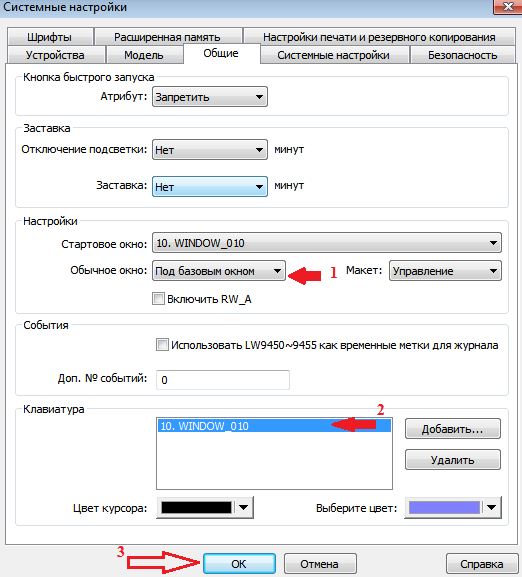 Системные настройки
Шрифты Расширенная память Настройки печати и резервного копирования
Устройства Модель Общие Системные настройки Безопасность
Кнопка быстрого запуска
Атрибут: Запретить
Заставка
Отключение подсветки: Нет минут
Заставка: Нет минут
Настройки
Стартовое окно: 10. WINDOW_010
Обычное окно: Под базовым окном 1 Макет: Управление
Включить RW_A
События
Использовать LW9450~9455 как временные метки для журнала
Доп. № событий: 0
Клавиатура
10. WINDOW_010 2
Добавить...
Удалить
Цвет курсора: Выберите цвет:
3 OK Отмена Справка